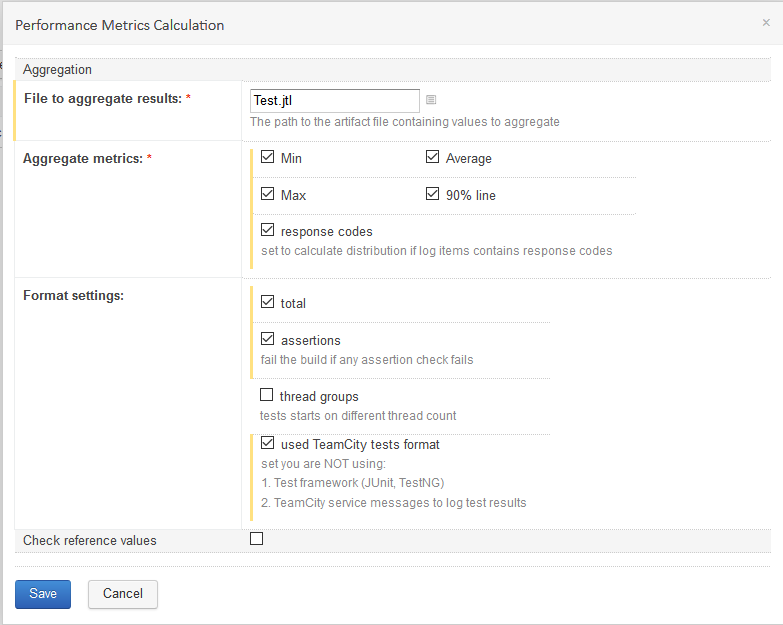 Performance Metrics Calculation
×
Aggregation
File to aggregate results: *
Test.jtl
The path to the artifact file containing values to aggregate
Aggregate metrics: *
Min
Average
Max
90% line
response codes
set to calculate distribution if log items contains response codes
Format settings:
total
assertions
fail the build if any assertion check fails
thread groups
tests starts on different thread count
used TeamCity tests format
set you are NOT using:
1. Test framework (JUnit, TestNG)
2. TeamCity service messages to log test results
Check reference values
Save
Cancel